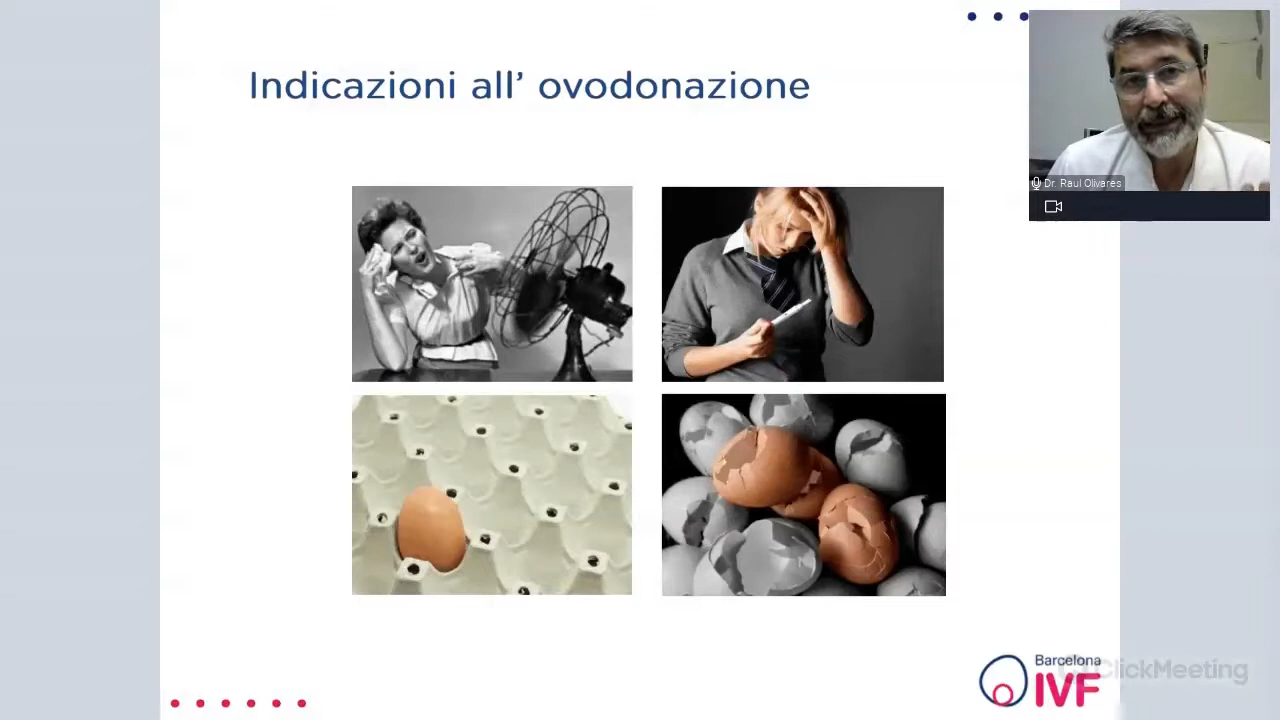 Indicazioni all’ ovodonazione
Dr. Raul Olivares
Barcelona
IVF
ClickMeeting